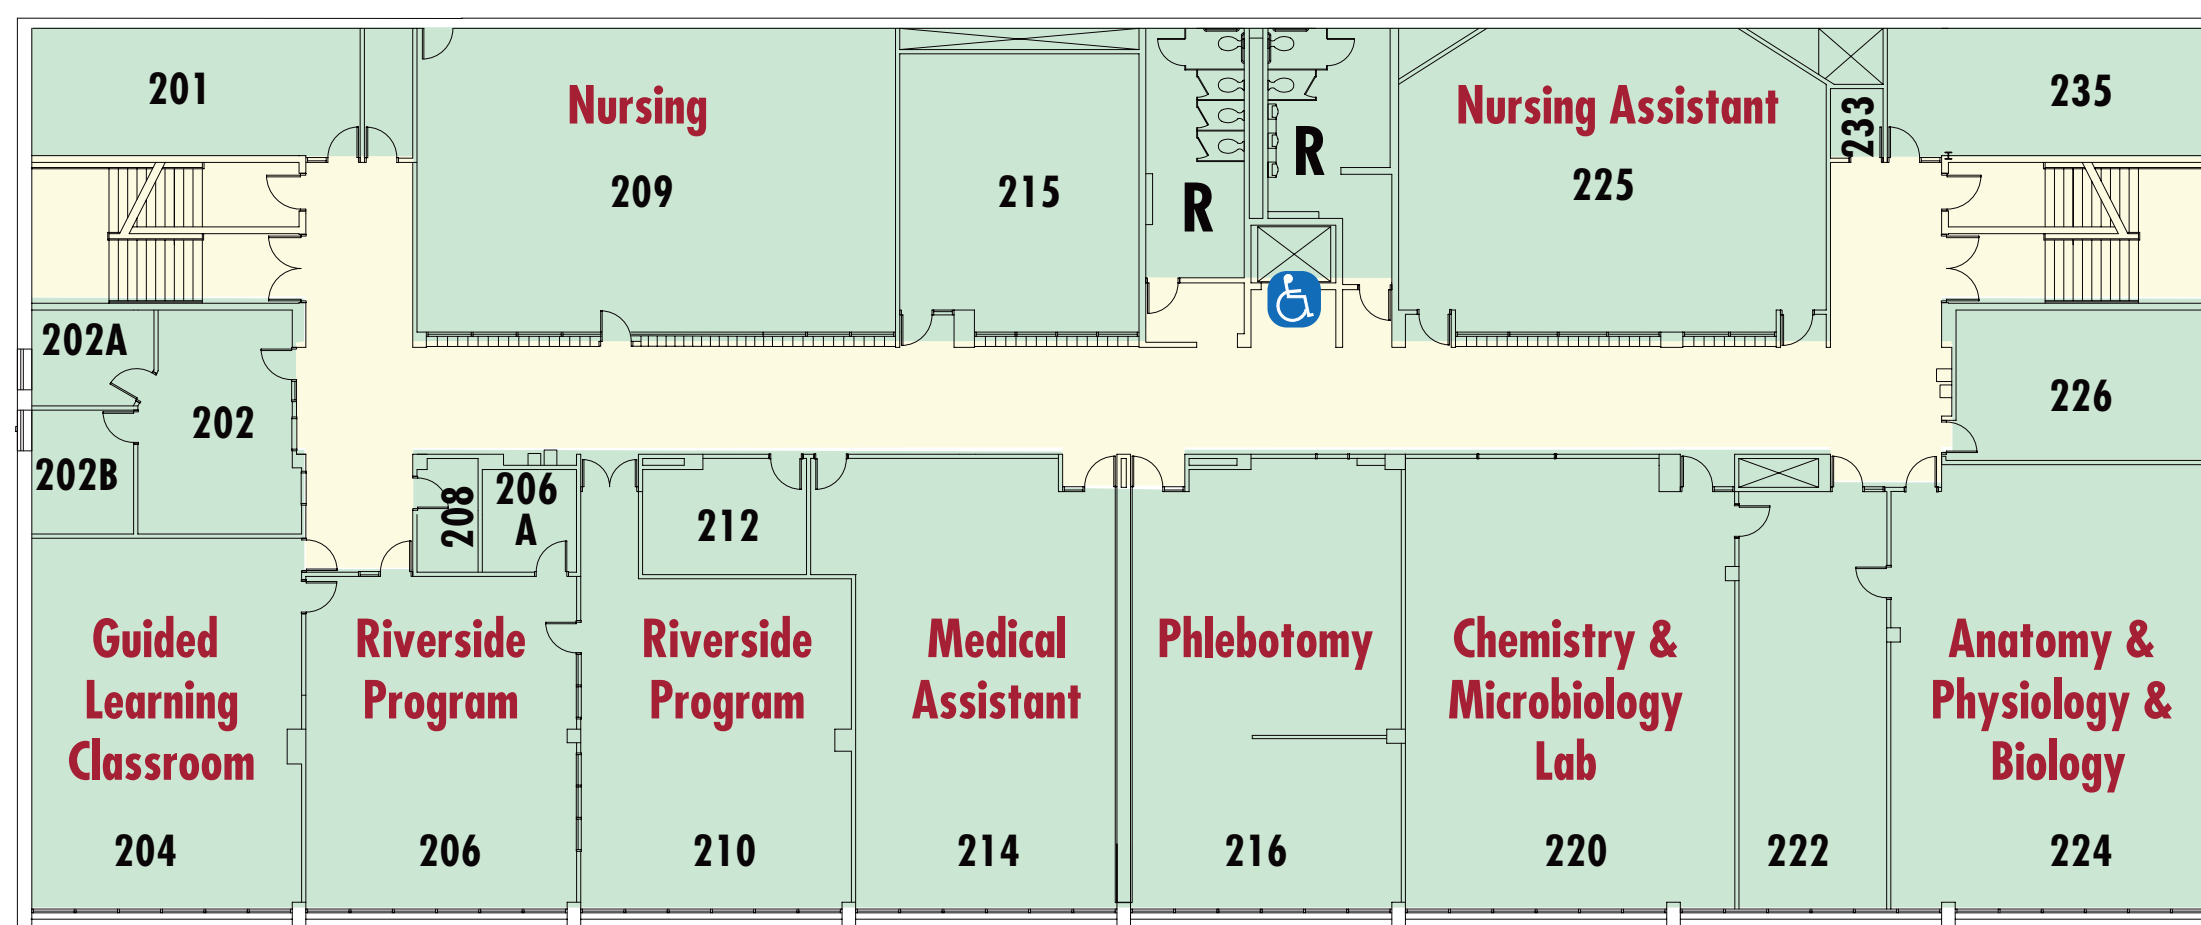 201
Nursing
209
215
R
R
Nursing Assistant
225
233
235
202A
202
202B
226
208
206
A
212
Guided
Learning
Classroom
204
Riverside
Program
206
Riverside
Program
210
Medical
Assistant
214
Phlebotomy
216
Chemistry &
Microbiology
Lab
220
222
Anatomy &
Physiology &
Biology
224